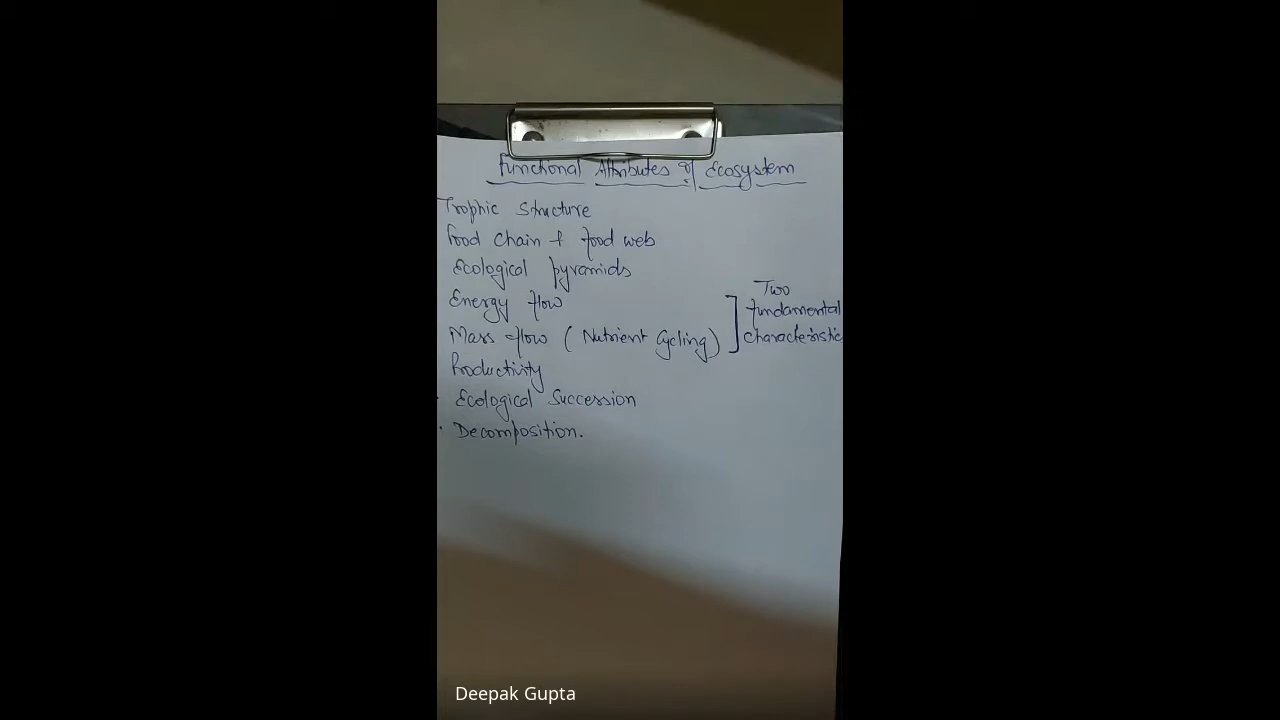 Functional Attributes of Ecosystem
Trophic Structure
Food Chain + food web
Ecological pyramids
Energy flow
Mass flow (Nutrient Cycling)
Two
fundamental
characteristic
Productivity
Ecological Succession
Decomposition.
Deepak Gupta